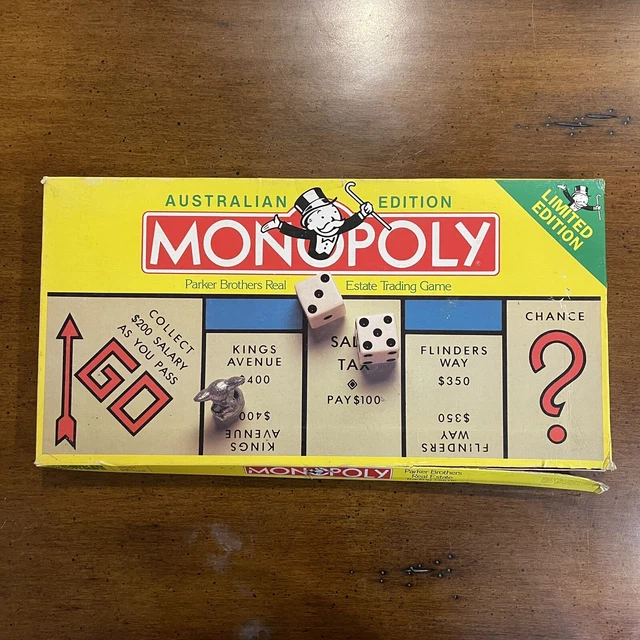 AUSTRALIAN EDITION
MONOPOLY
Parker Brothers Real Estate Trading Game
LIMITED
EDITION
COLLECT
$200 SALARY
AS YOU PASS
GO
KINGS
AVENUE
400
$400
KINGS
AVENUE
TAX
PAY $100
FLINDERS
WAY
$350
$350
FLINDERS
WAY
CHANCE
?
MONOPOLY
Parker Brothers
Real Estate